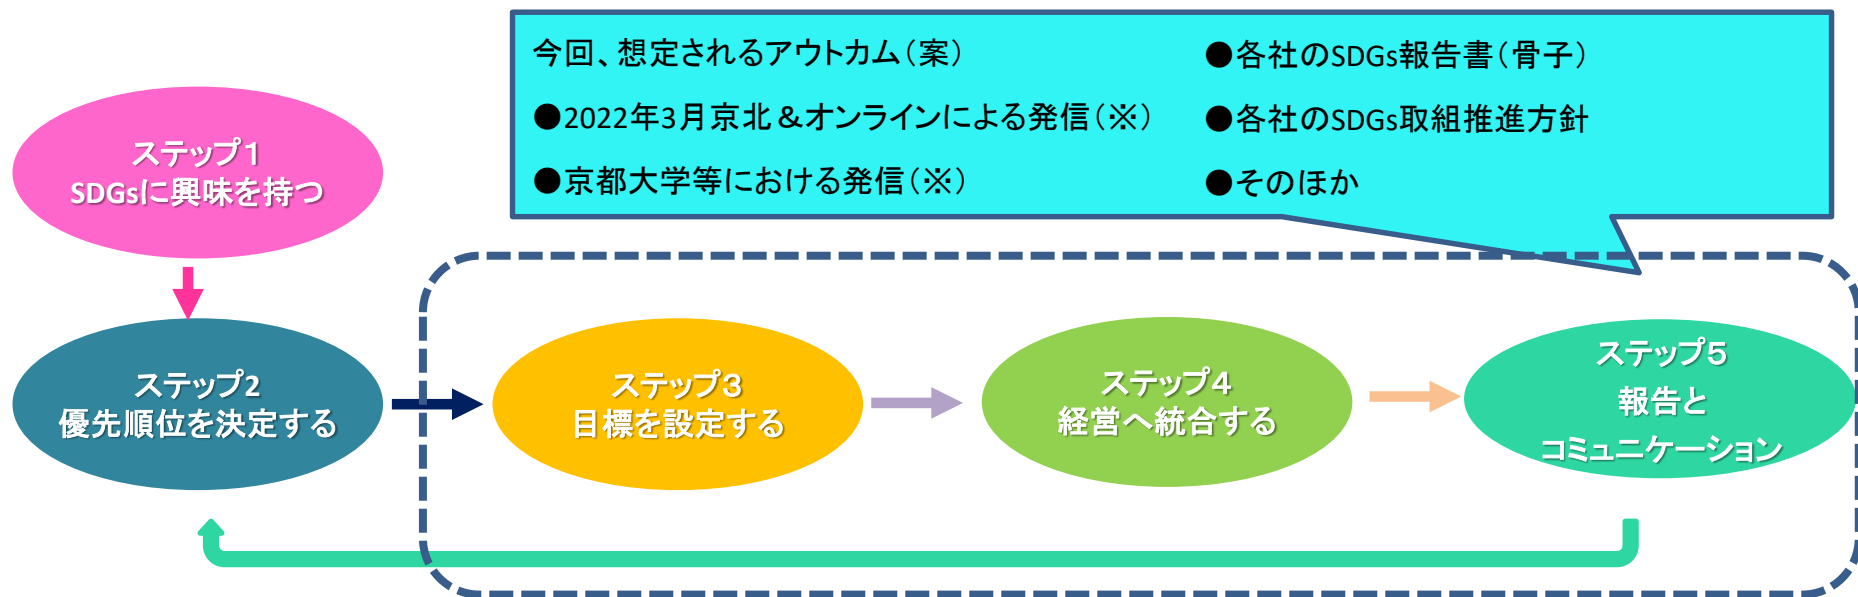 今回、想定されるアウトカム（案）
●2022年3月京北＆オンラインによる発信（※）
●京都大学等における発信（※）
●各社のSDGs報告書（骨子）
●各社のSDGs取組推進方針
●そのほか
ステップ１
SDGsに興味を持つ
ステップ2
優先順位を決定する
ステップ３
目標を設定する
ステップ４
経営へ統合する
ステップ５
報告と
コミュニケーション